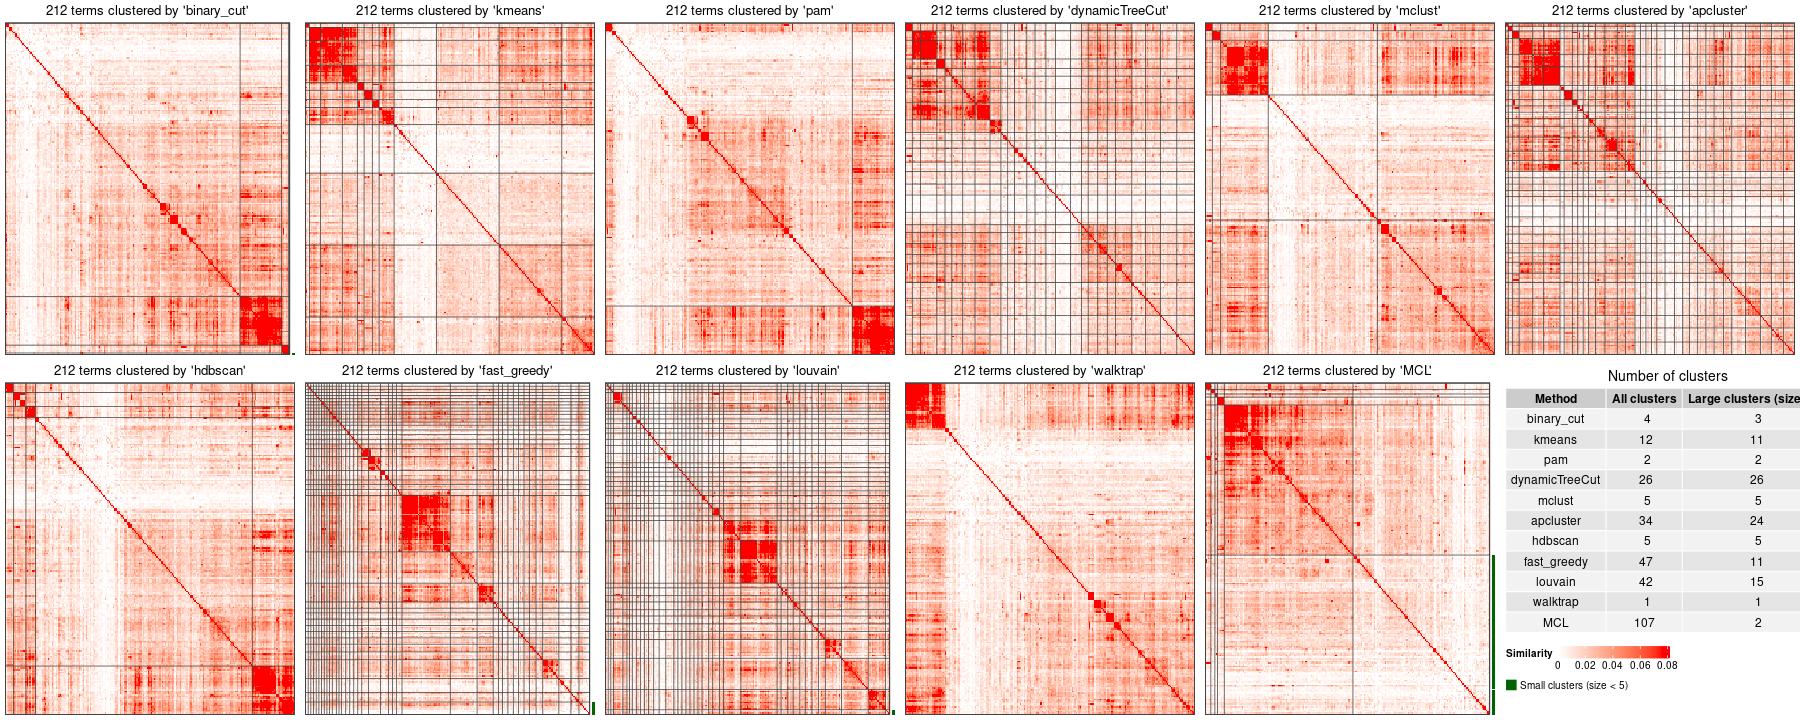 212 terms clustered by 'binary_cut'
212 terms clustered by 'kmeans'
212 terms clustered by 'pam'
212 terms clustered by 'dynamicTreeCut'
212 terms clustered by 'mclust'
212 terms clustered by 'apcluster'
212 terms clustered by 'hdbscan'
212 terms clustered by 'fast_greedy'
212 terms clustered by 'louvain'
212 terms clustered by 'walktrap'
212 terms clustered by 'MCL'
Number of clusters
Method All clusters Large clusters (size
binary_cut 4 3
kmeans 12 11
pam 2 2
dynamicTreeCut 26 26
mclust 5 5
apcluster 34 24
hdbscan 5 5
fast_greedy 47 11
louvain 42 15
walktrap 1 1
MCL 107 2
Similarity
0 0.02 0.04 0.06 0.08
Small clusters (size < 5)